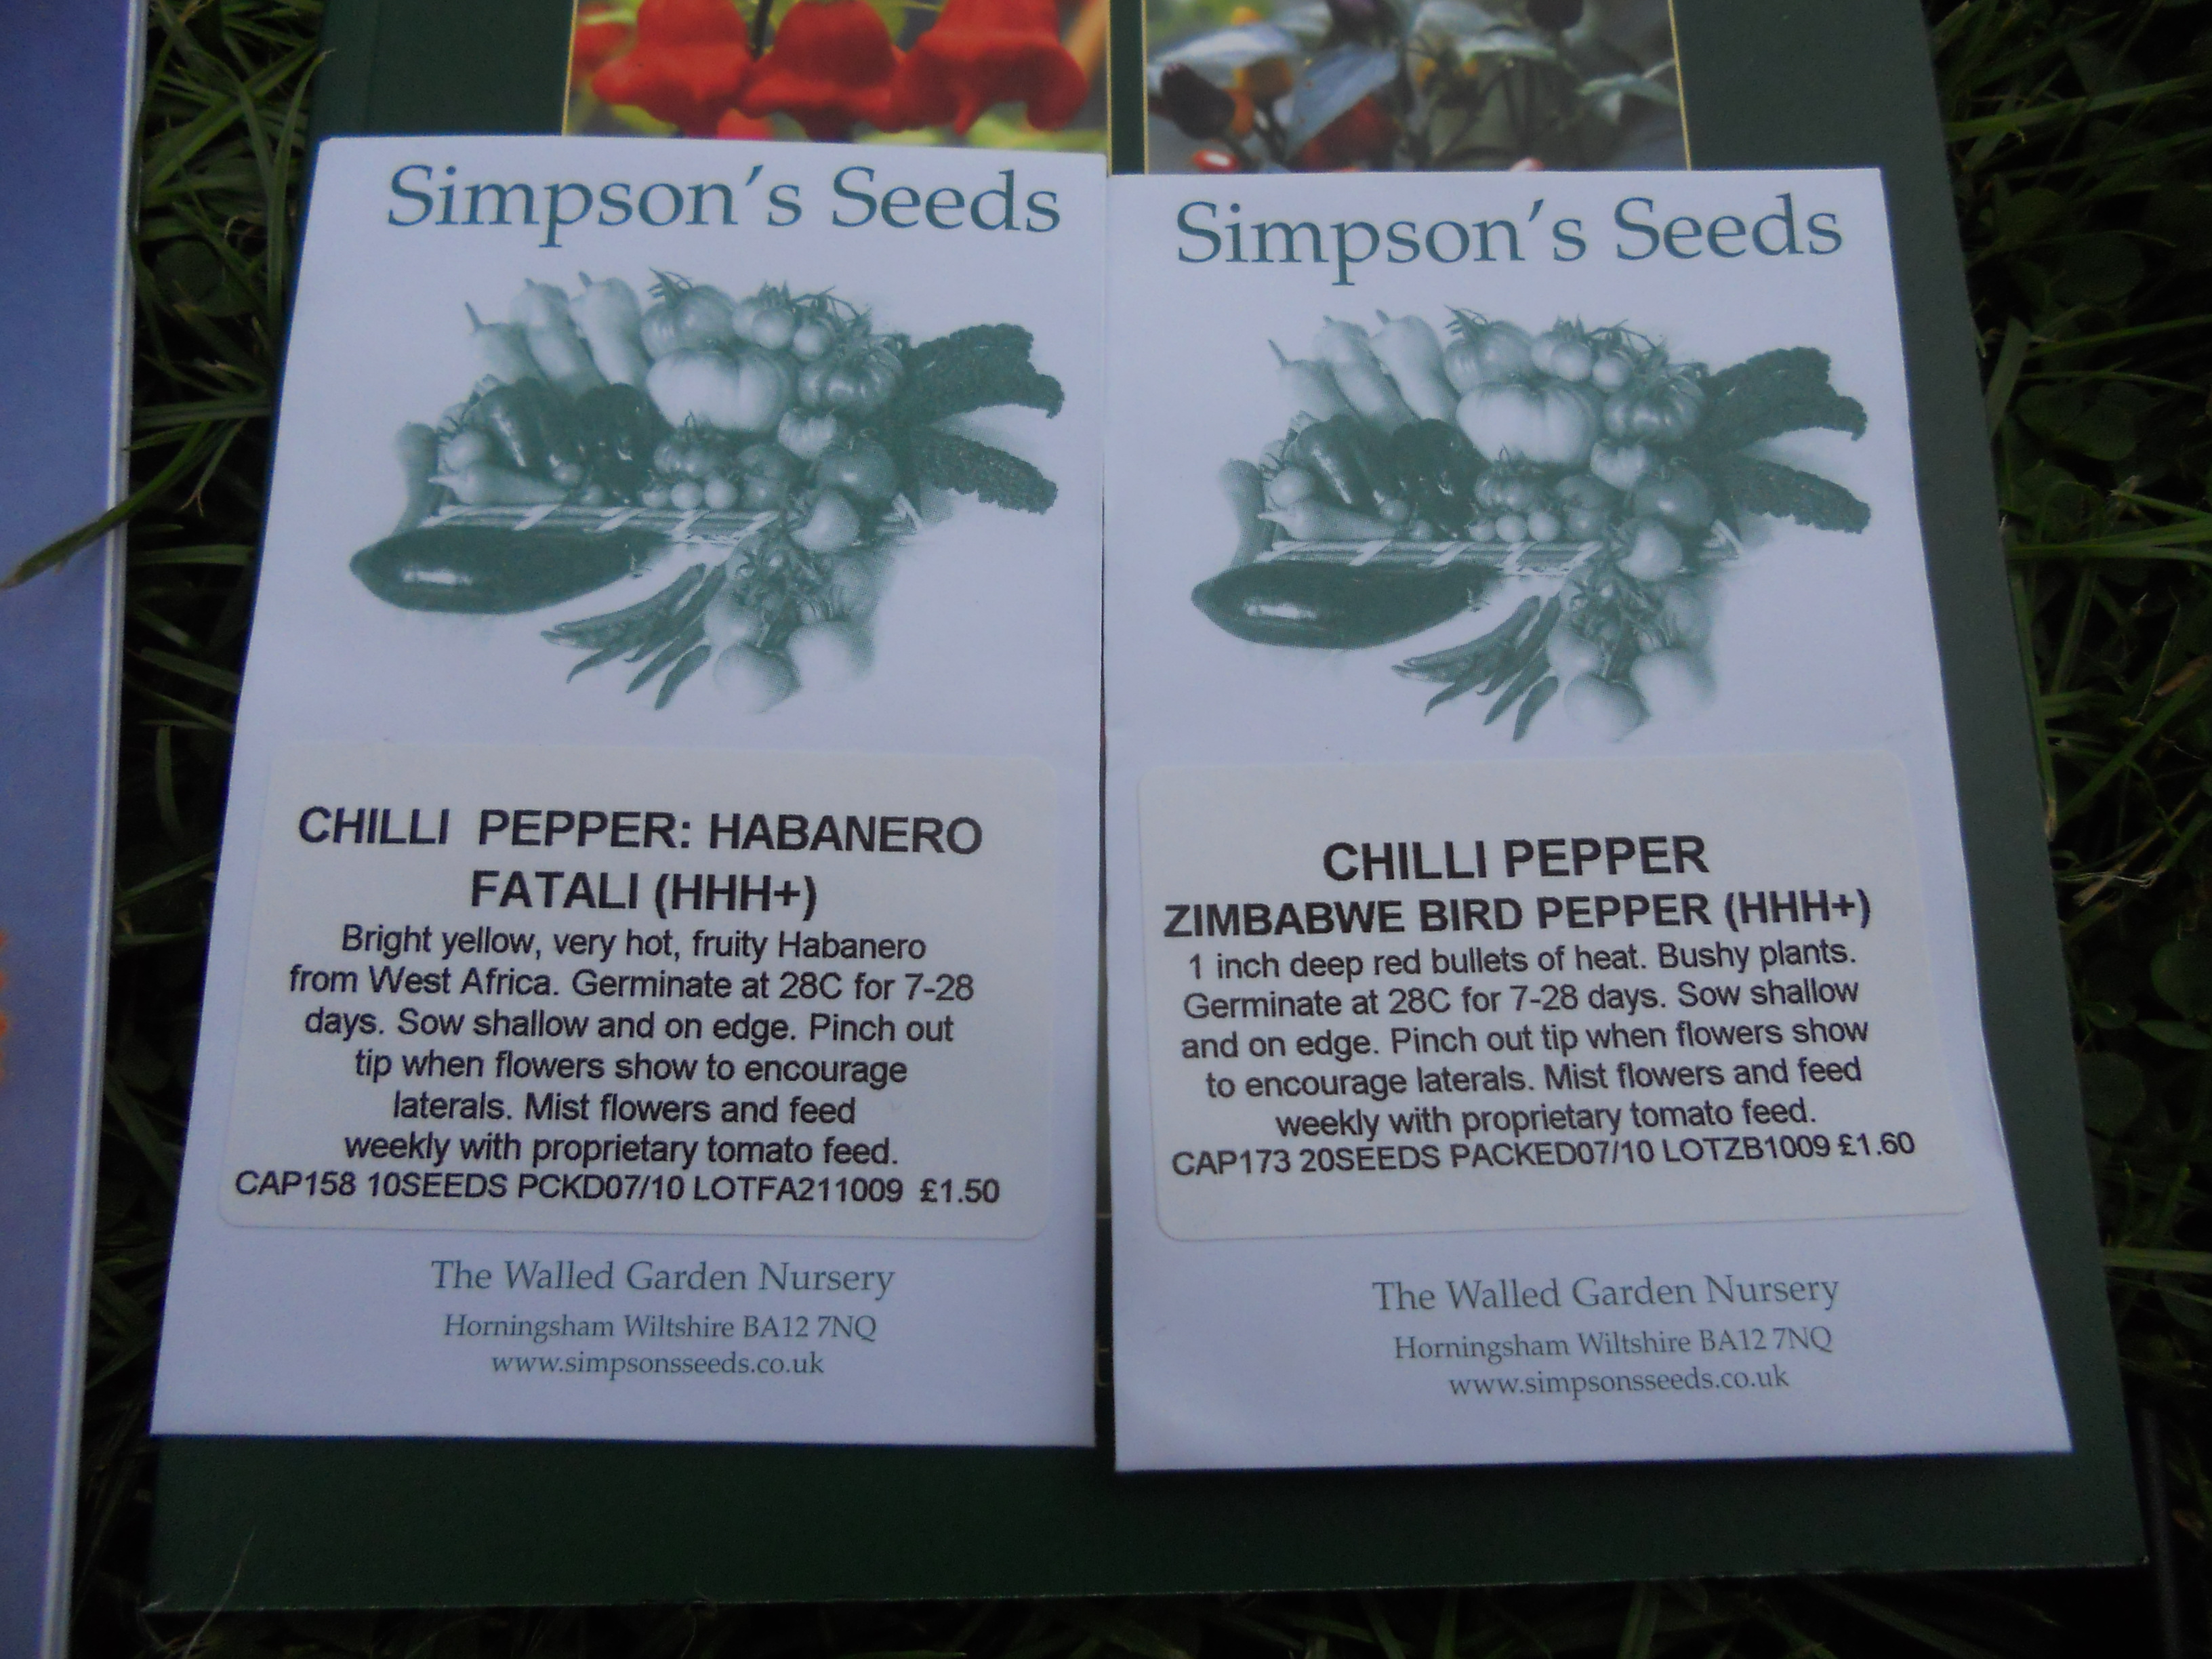 Simpson's Seeds
CHILLI PEPPER: HABANERO
FATALI (HHH+)
Bright yellow, very hot, fruity Habanero
from West Africa. Germinate at 28C for 7-28
days. Sow shallow and on edge. Pinch out
tip when flowers show to encourage
laterals. Mist flowers and feed
weekly with proprietary tomato feed.
CAP158 10SEEDS PCKD07/10 LOTFA211009 £1.50
The Walled Garden Nursery
Horningsham Wiltshire BA12 7NQ
www.simpsonsseeds.co.uk
Simpson's Seeds
CHILLI PEPPER
ZIMBABWE BIRD PEPPER (HHH+)
1 inch deep red bullets of heat. Bushy plants.
Germinate at 28C for 7-28 days. Sow shallow
and on edge. Pinch out tip when flowers show
to encourage laterals. Mist flowers and feed
weekly with proprietary tomato feed.
CAP173 20SEEDS PACKED07/10 LOTZB1009 £1.60
The Walled Garden Nursery
Horningsham Wiltshire BA12 7NQ
www.simpsonsseeds.co.uk